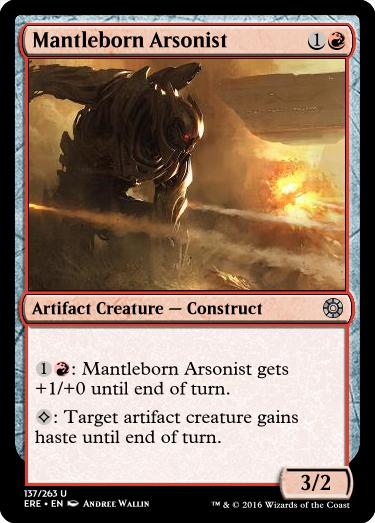 Mantleborn Arsonist 1
Artifact Creature — Construct
1 : Mantleborn Arsonist gets
+1/+0 until end of turn.
: Target artifact creature gains
haste until end of turn.
3/2
137/263 U
ERE • EN ANDREE WALLIN ™ & © 2016 Wizards of the Coast